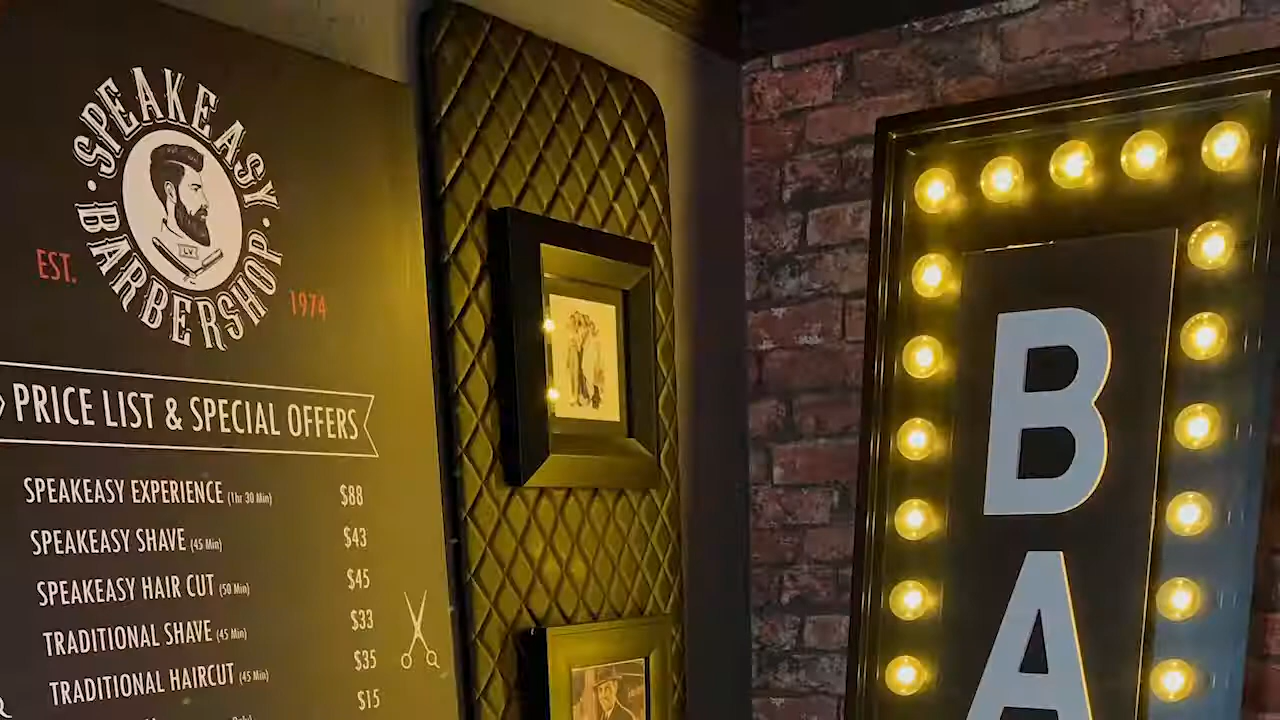 SPEAKEASY
· BARBERSHOP ·
LV
EST.
1974
PRICE LIST & SPECIAL OFFERS
SPEAKEASY EXPERIENCE (1hr 30 Min) $88
SPEAKEASY SHAVE (45 Min) $43
SPEAKEASY HAIR CUT (50 Min) $45
TRADITIONAL SHAVE (45 Min) $33
TRADITIONAL HAIRCUT (45 Min) $35
$15
B
A